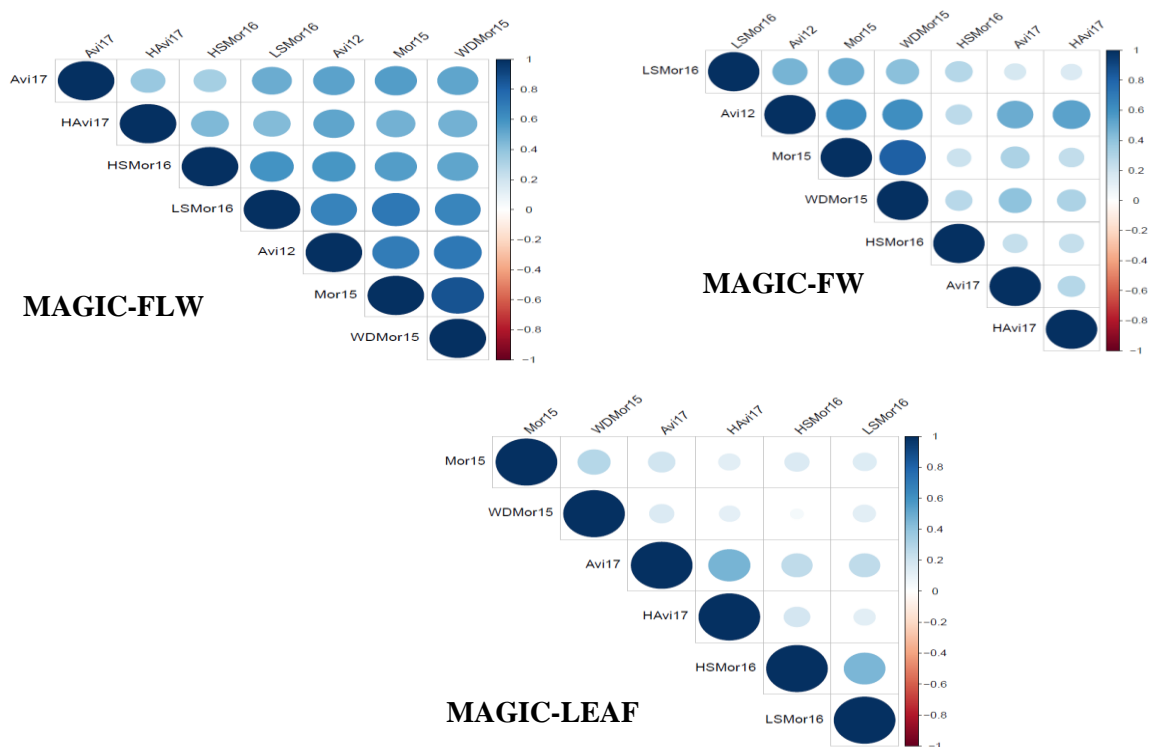 Avi17 HAvi17 HSMor16 LSMor16 Avi12 Mor15 WDMor15
Avi17
HAvi17
HSMor16
LSMor16
Avi12
Mor15
WDMor15
1
0.8
0.6
0.4
0.2
0
−0.2
−0.4
−0.6
−0.8
−1
MAGIC-FLW
LSMor16 Avi12 Mor15 WDMor15 HSMor16 Avi17 HAvi17
LSMor16
Avi12
Mor15
WDMor15
HSMor16
Avi17
HAvi17
1
0.8
0.6
0.4
0.2
0
−0.2
−0.4
−0.6
−0.8
−1
MAGIC-FW
Mor15 WDMor15 Avi17 HAvi17 HSMor16 LSMor16
Mor15
WDMor15
Avi17
HAvi17
HSMor16
LSMor16
1
0.8
0.6
0.4
0.2
0
−0.2
−0.4
−0.6
−0.8
−1
MAGIC-LEAF